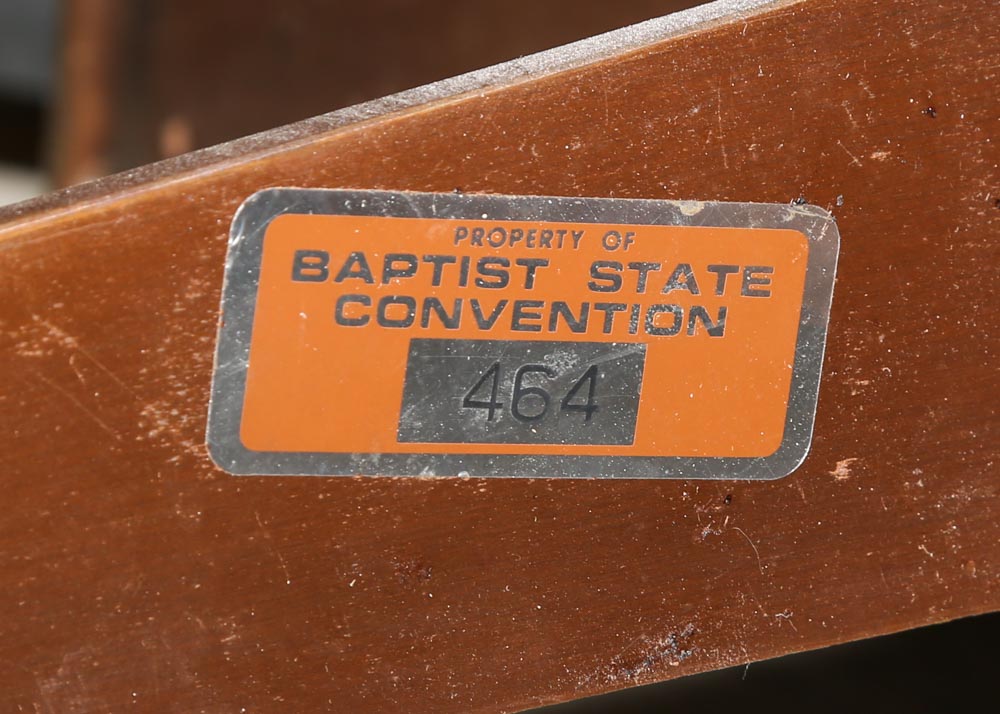 PROPERTY OF
BAPTIST STATE
CONVENTION
464